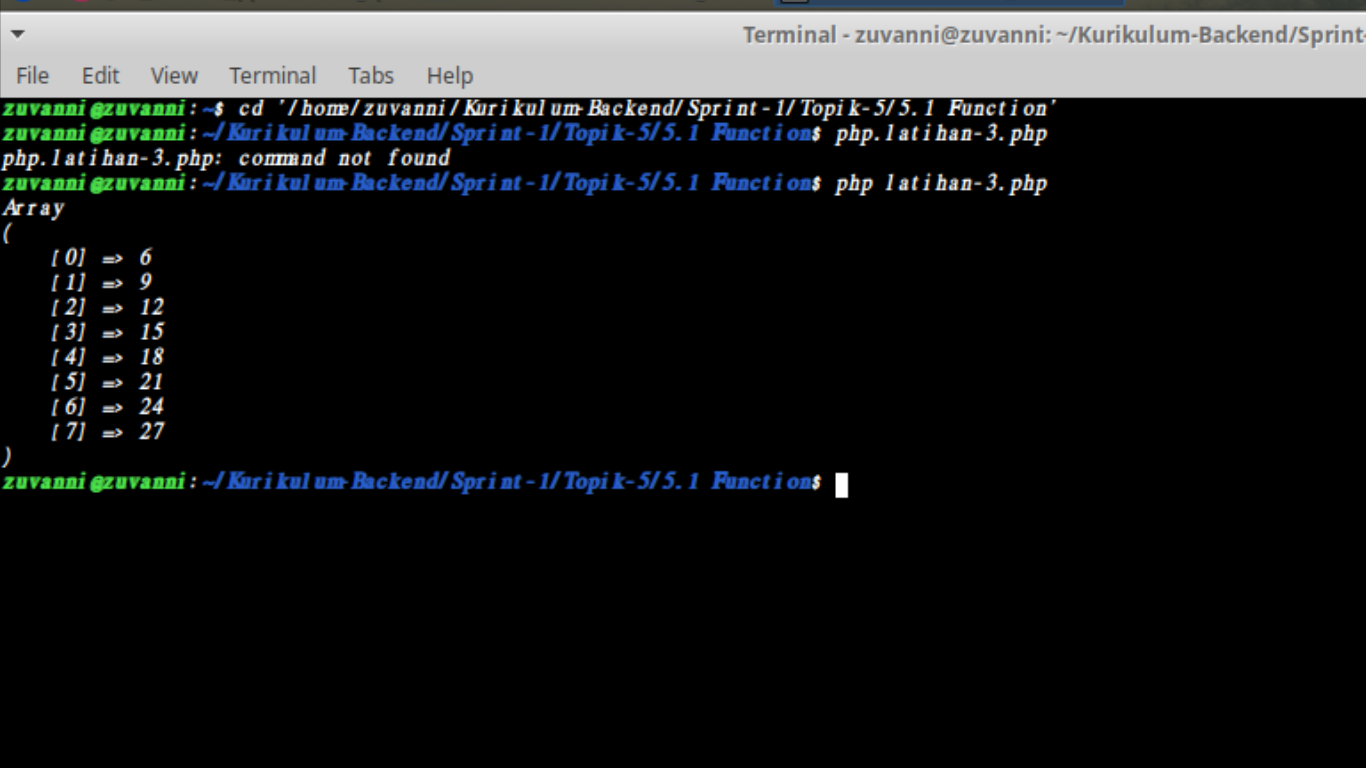 Terminal - zuvanni@zuvanni: ~/Kurikulum-Backend/Sprint-
File Edit View Terminal Tabs Help
zuvanni@zuvanni:~$ cd '/home/zuvanni/Kurikulum-Backend/Sprint-1/Topik-5/5.1 Function'
zuvanni@zuvanni:~/Kurikulum-Backend/Sprint-1/Topik-5/5.1 Function$ php.latihan-3.php
php.latihan-3.php: command not found
zuvanni@zuvanni:~/Kurikulum-Backend/Sprint-1/Topik-5/5.1 Function$ php latihan-3.php
Array
(
    [0] => 6
    [1] => 9
    [2] => 12
    [3] => 15
    [4] => 18
    [5] => 21
    [6] => 24
    [7] => 27
)
zuvanni@zuvanni:~/Kurikulum-Backend/Sprint-1/Topik-5/5.1 Function$